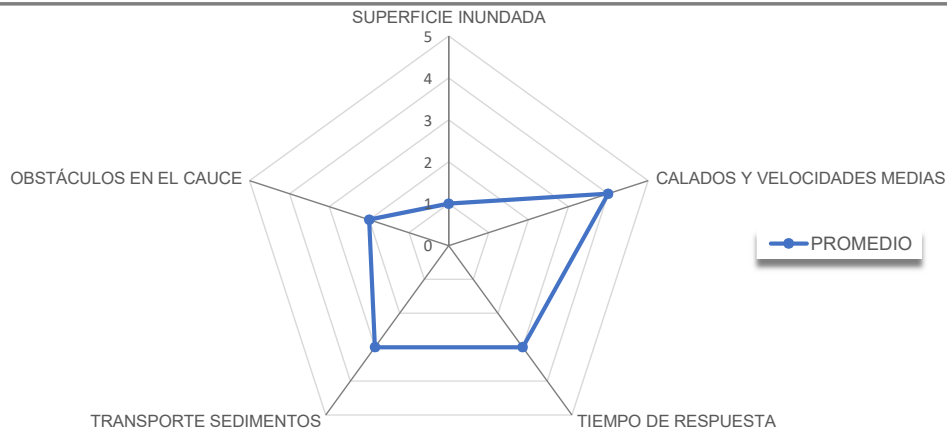 SUPERFICIE INUNDADA
5
4
3
2
1
0
OBSTÁCULOS EN EL CAUCE
CALADOS Y VELOCIDADES MEDIAS
PROMEDIO
TRANSPORTE SEDIMENTOS
TIEMPO DE RESPUESTA